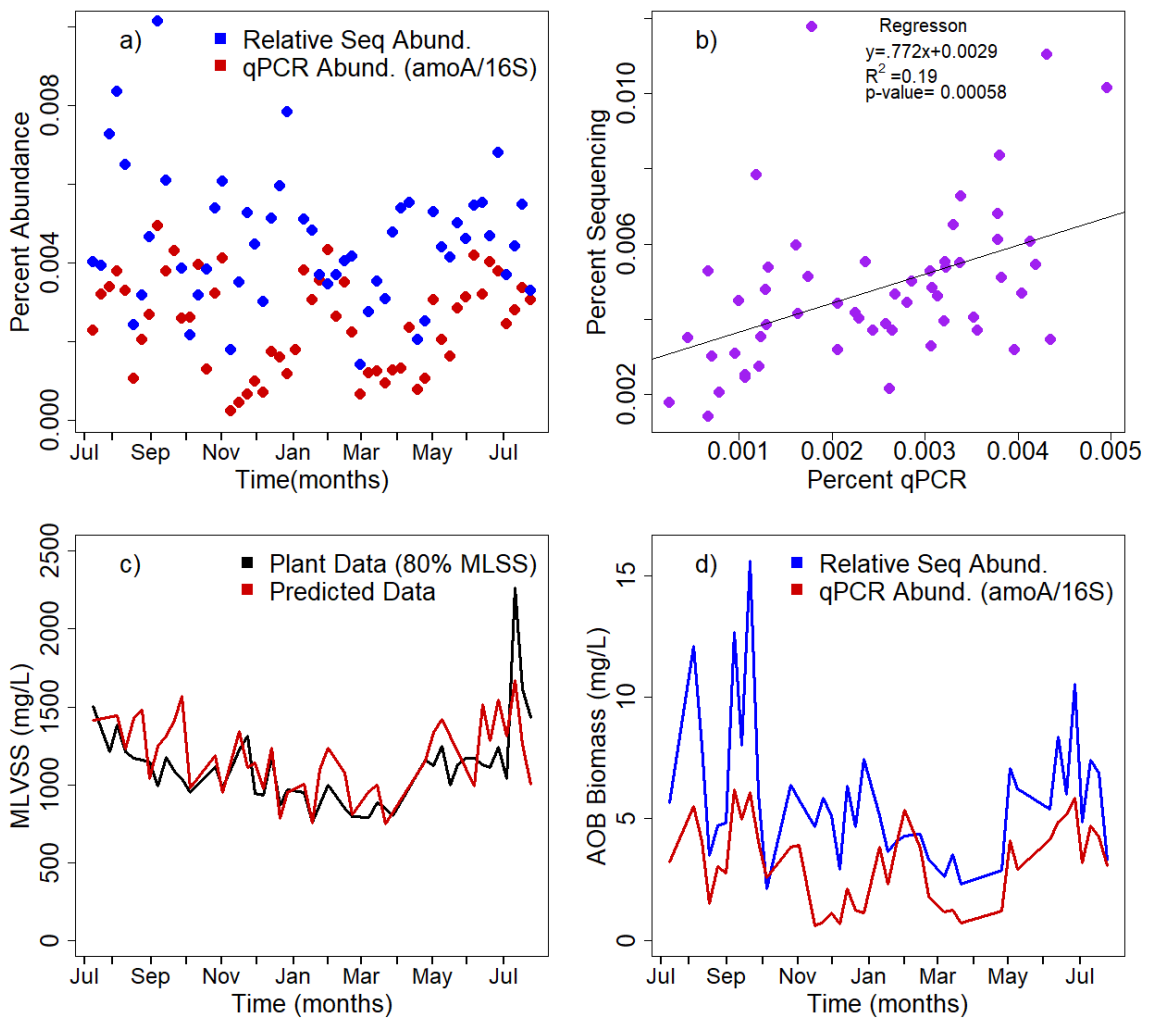 a)
Relative Seq Abund.
qPCR Abund. (amoA/16S)
Percent Abundance
0.008
0.004
0.000
Jul Sep Nov Jan Mar May Jul
Time(months)
b)
Regresson
y=.772x+0.0029
R² =0.19
p-value= 0.00058
Percent Sequencing
0.010
0.006
0.002
0.001 0.002 0.003 0.004 0.005
Percent qPCR
c)
Plant Data (80% MLSS)
Predicted Data
MLVSS (mg/L)
2500
2000
1500
1000
500
0
Jul Sep Nov Jan Mar May Jul
Time (months)
d)
Relative Seq Abund.
qPCR Abund. (amoA/16S)
AOB Biomass (mg/L)
15
10
5
0
Jul Sep Nov Jan Mar May Jul
Time (months)